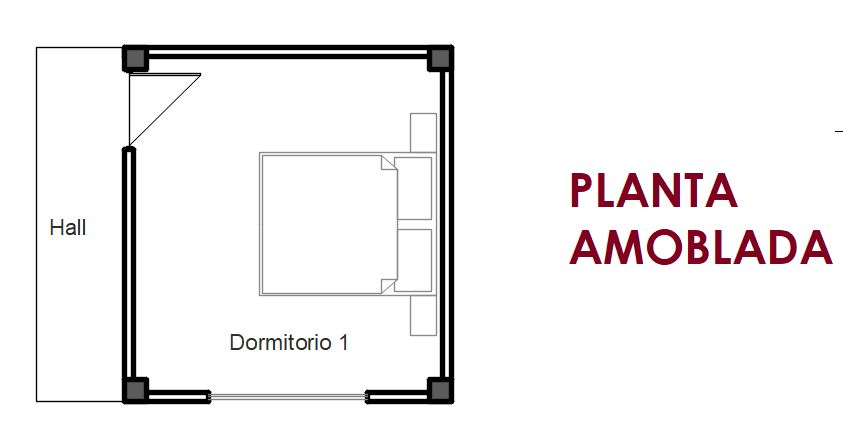 PLANTA
AMOBLADA
Hall
Dormitorio 1